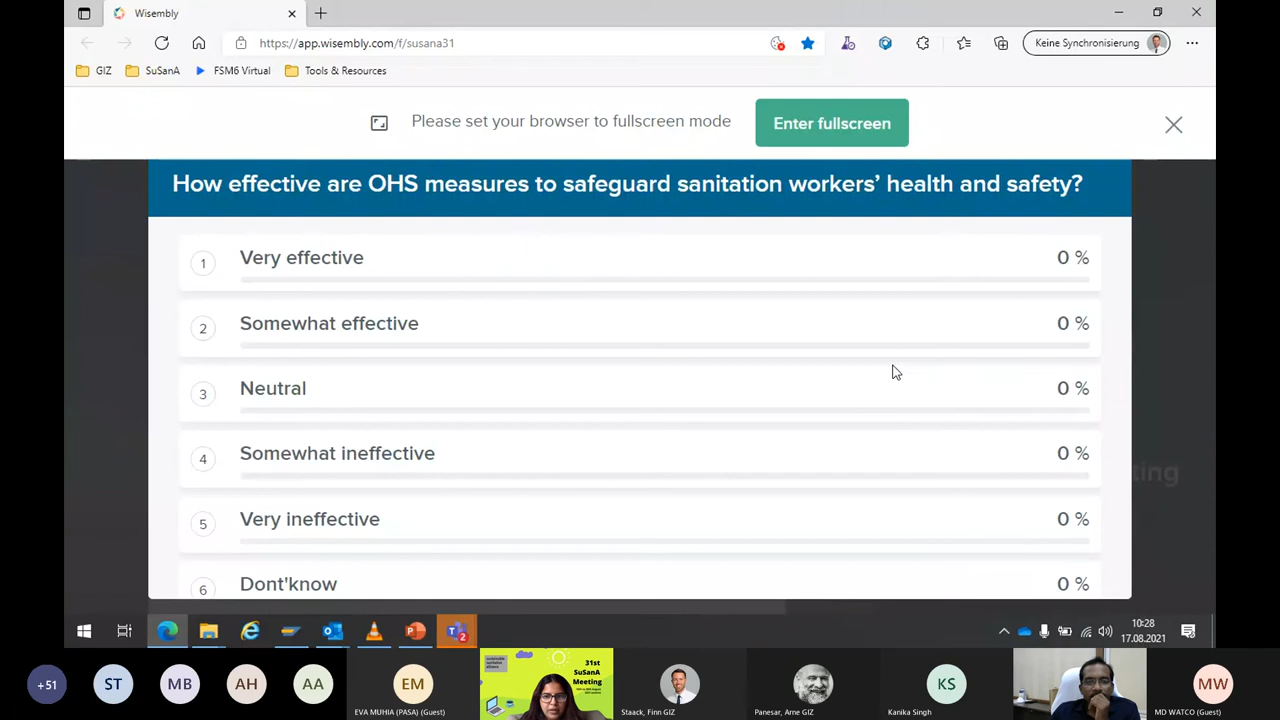 Wisembly
https://app.wisembly.com/f/susana31
Keine Synchronisierung
GIZ
SuSanA
FSM6 Virtual
Tools & Resources
Please set your browser to fullscreen mode
Enter fullscreen
How effective are OHS measures to safeguard sanitation workers' health and safety?
1 Very effective 0 %
2 Somewhat effective 0 %
3 Neutral 0 %
4 Somewhat ineffective 0 %
5 Very ineffective 0 %
6 Dont'know 0 %
ting
10:28
17.08.2021
+51
ST
MB
AH
AA
EM
EVA MUHIA (PASA) (Guest)
31st
SuSanA
Meeting
Staack, Finn GIZ
Panesar, Arne GIZ
KS
Kanika Singh
MW
MD WATCO (Guest)